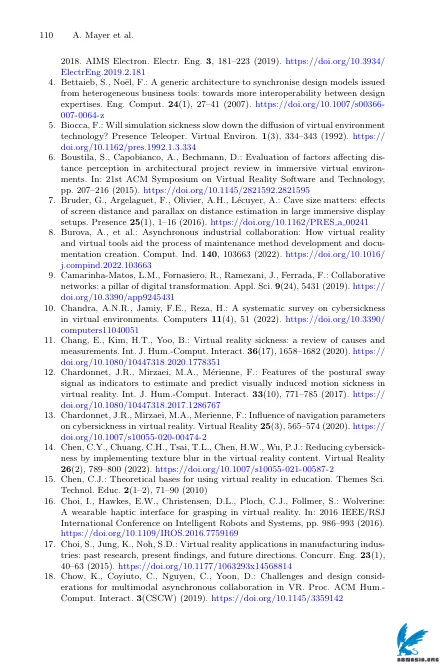 110 A. Mayer et al.
2018. AIMS Electron. Electr. Eng. 3, 181–223 (2019). https://doi.org/10.3934/
ElectrEng.2019.2.181
4. Bettaieb, S., Noël, F.: A generic architecture to synchronise design models issued
from heterogeneous business tools: towards more interoperability between design
expertises. Eng. Comput. 24(1), 27–41 (2007). https://doi.org/10.1007/s00366-
007-0064-z
5. Biocca, F.: Will simulation sickness slow down the diffusion of virtual environment
technology? Presence Teleoper. Virtual Environ. 1(3), 334–343 (1992). https://
doi.org/10.1162/pres.1992.1.3.334
6. Boustila, S., Capobianco, A., Bechmann, D.: Evaluation of factors affecting dis-
tance perception in architectural project review in immersive virtual environ-
ments. In: 21st ACM Symposium on Virtual Reality Software and Technology,
pp. 207–216 (2015). https://doi.org/10.1145/2821592.2821595
7. Bruder, G., Argelaguet, F., Olivier, A.H., Lécuyer, A.: Cave size matters: effects
of screen distance and parallax on distance estimation in large immersive display
setups. Presence 25(1), 1–16 (2016). https://doi.org/10.1162/PRES_a_00241
8. Burova, A., et al.: Asynchronous industrial collaboration: How virtual reality
and virtual tools aid the process of maintenance method development and docu-
mentation creation. Comput. Ind. 140, 103663 (2022). https://doi.org/10.1016/
j.compind.2022.103663
9. Camarinha-Matos, L.M., Fornasiero, R., Ramezani, J., Ferrada, F.: Collaborative
networks: a pillar of digital transformation. Appl. Sci. 9(24), 5431 (2019). https://
doi.org/10.3390/app9245431
10. Chandra, A.N.R., Jamiy, F.E., Reza, H.: A systematic survey on cybersickness
in virtual environments. Computers 11(4), 51 (2022). https://doi.org/10.3390/
computers11040051
11. Chang, E., Kim, H.T., Yoo, B.: Virtual reality sickness: a review of causes and
measurements. Int. J. Hum.-Comput. Interact. 36(17), 1658–1682 (2020). https://
doi.org/10.1080/10447318.2020.1778351
12. Chardonnet, J.R., Mirzaei, M.A., Mérienne, F.: Features of the postural sway
signal as indicators to estimate and predict visually induced motion sickness in
virtual reality. Int. J. Hum.-Comput. Interact. 33(10), 771–785 (2017). https://
doi.org/10.1080/10447318.2017.1286767
13. Chardonnet, J.R., Mirzaei, M.A., Merienne, F.: Influence of navigation parameters
on cybersickness in virtual reality. Virtual Reality 25(3), 565–574 (2020). https://
doi.org/10.1007/s10055-020-00474-2
14. Chen, C.Y., Chuang, C.H., Tsai, T.L., Chen, H.W., Wu, P.J.: Reducing cybersick-
ness by implementing texture blur in the virtual reality content. Virtual Reality
26(2), 789–800 (2022). https://doi.org/10.1007/s10055-021-00587-2
15. Chen, C.J.: Theoretical bases for using virtual reality in education. Themes Sci.
Technol. Educ. 2(1–2), 71–90 (2010)
16. Choi, I., Hawkes, E.W., Christensen, D.L., Ploch, C.J., Follmer, S.: Wolverine:
A wearable haptic interface for grasping in virtual reality. In: 2016 IEEE/RSJ
International Conference on Intelligent Robots and Systems, pp. 986–993 (2016).
https://doi.org/10.1109/IROS.2016.7759169
17. Choi, S., Jung, K., Noh, S.D.: Virtual reality applications in manufacturing indus-
tries: past research, present findings, and future directions. Concurr. Eng. 23(1),
40–63 (2015). https://doi.org/10.1177/1063293x14568814
18. Chow, K., Coyiuto, C., Nguyen, C., Yoon, D.: Challenges and design consid-
erations for multimodal asynchronous collaboration in VR. Proc. ACM Hum.-
Comput. Interact. 3(CSCW) (2019). https://doi.org/10.1145/3359142